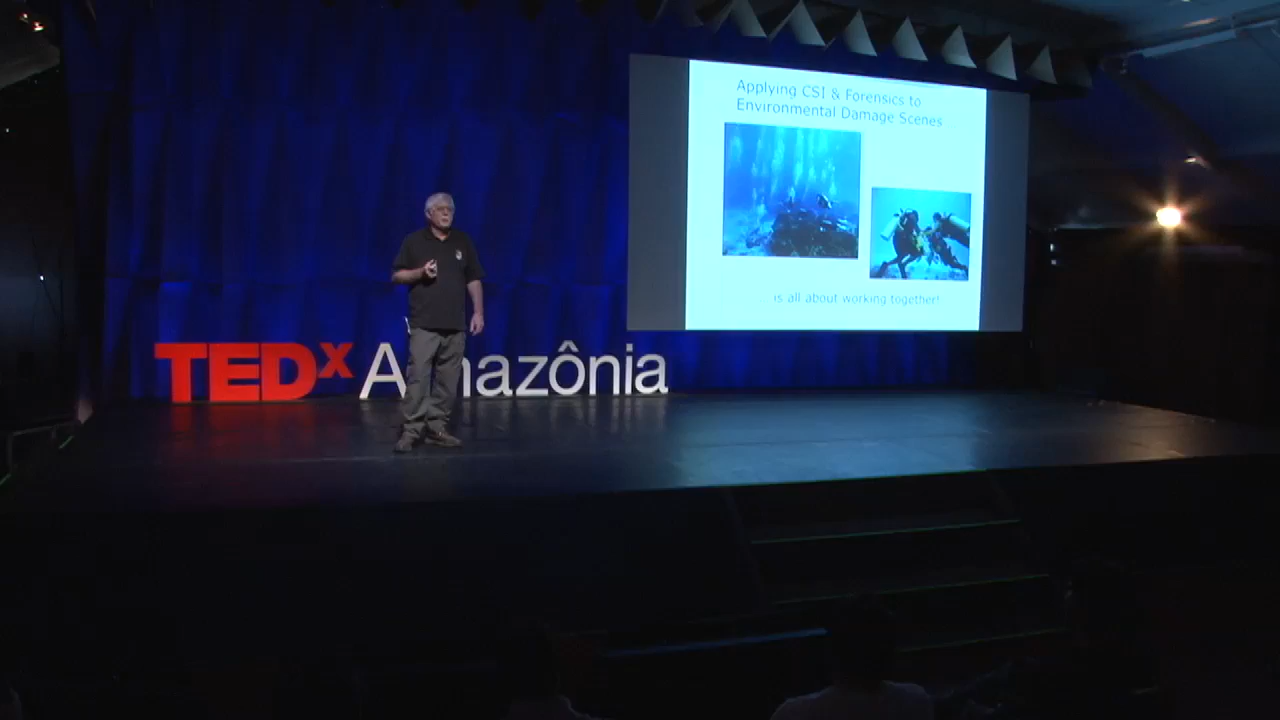 Applying CSI & Forensics to
Environmental Damage Scenes
... is all about working together!
TEDx Amazônia